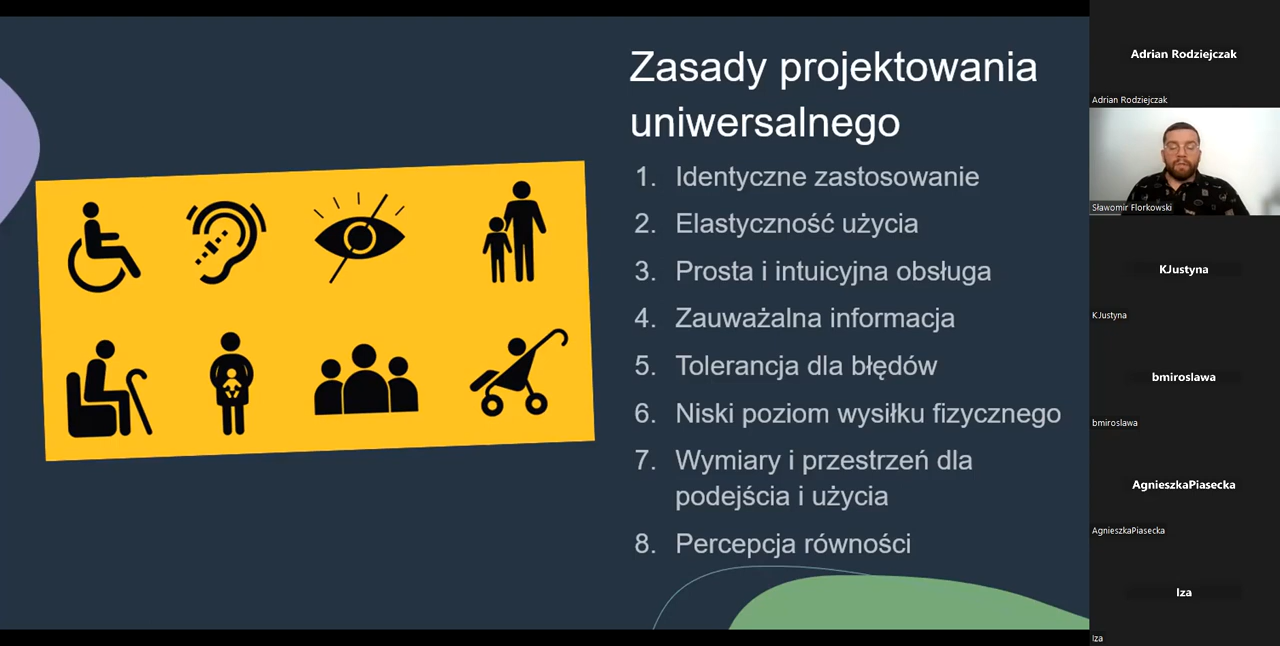 Zasady projektowania
uniwersalnego
1. Identyczne zastosowanie
2. Elastyczność użycia
3. Prosta i intuicyjna obsługa
4. Zauważalna informacja
5. Tolerancja dla błędów
6. Niski poziom wysiłku fizycznego
7. Wymiary i przestrzeń dla
podejścia i użycia
8. Percepcja równości
Adrian Rodziejczak
Adrian Rodziejczak
Sławomir Florkowski
KJustyna
KJustyna
bmiroslawa
bmiroslawa
AgnieszkaPiasecka
AgnieszkaPiasecka
Iza
Iza